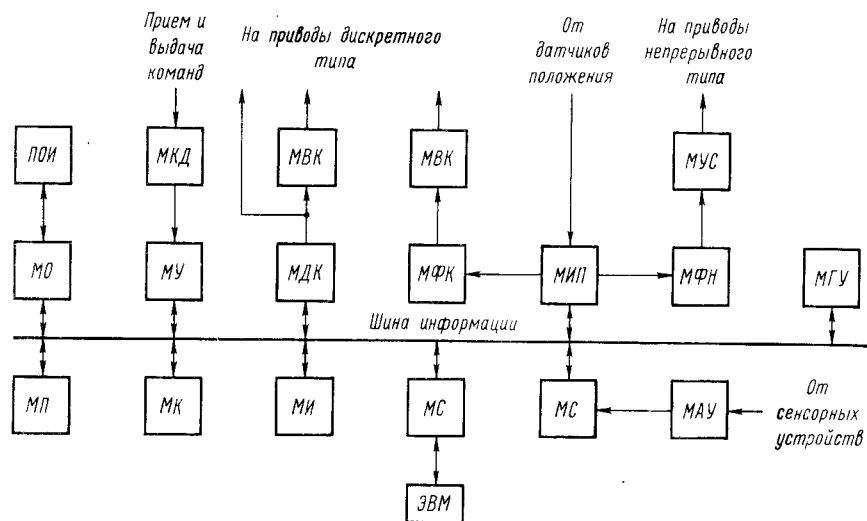 Прием и
выдача
команд
На приводы дискретного
типа
От
датчиков
положения
На приводы
непрерывного
типа
ПОИ
МКД
МВК
МВК
МУС
МО
МУ
МДК
МФК
МИП
МФН
МГУ
Шина информации
МП
МК
МИ
МС
МС
МАУ
От
сенсорных
устройств
ЭВМ